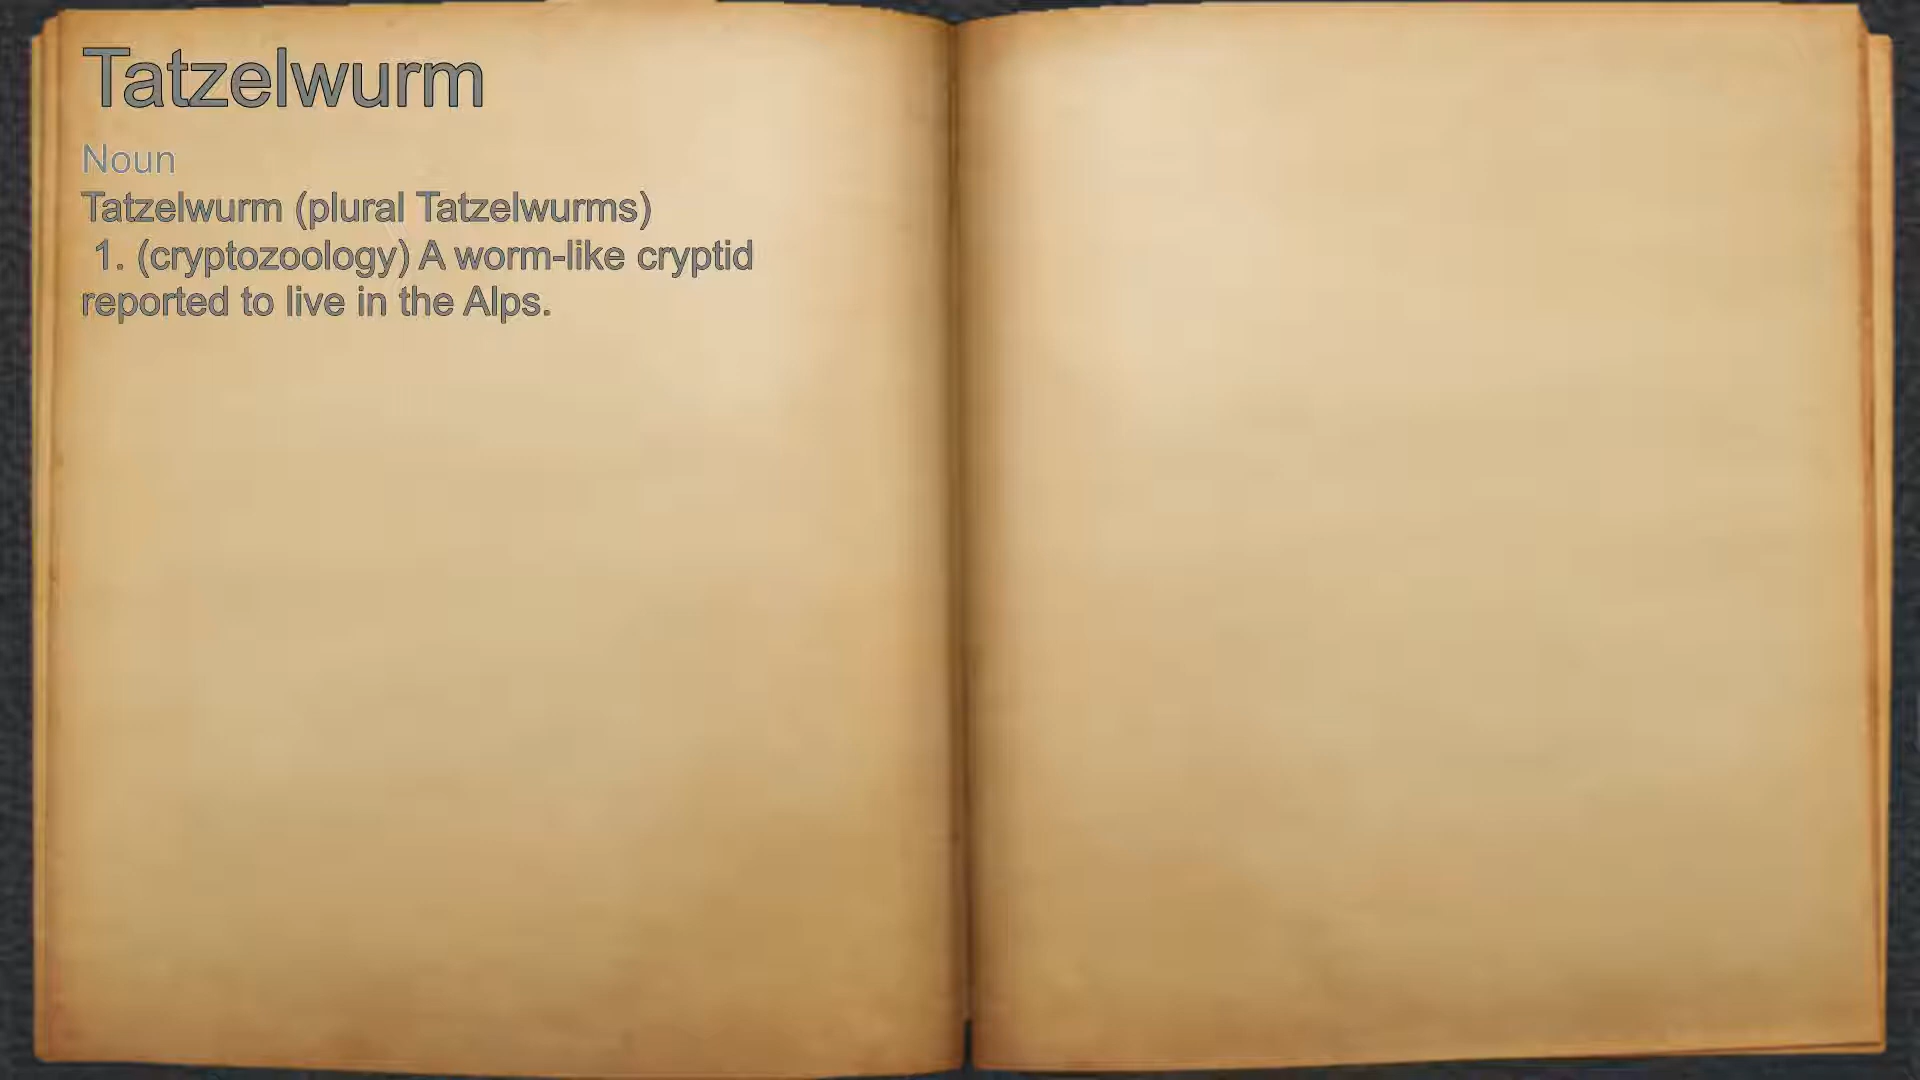 Tatzelwurm
Noun
Tatzelwurm (plural Tatzelwurms)
1. (cryptozoology) A worm-like cryptid
reported to live in the Alps.